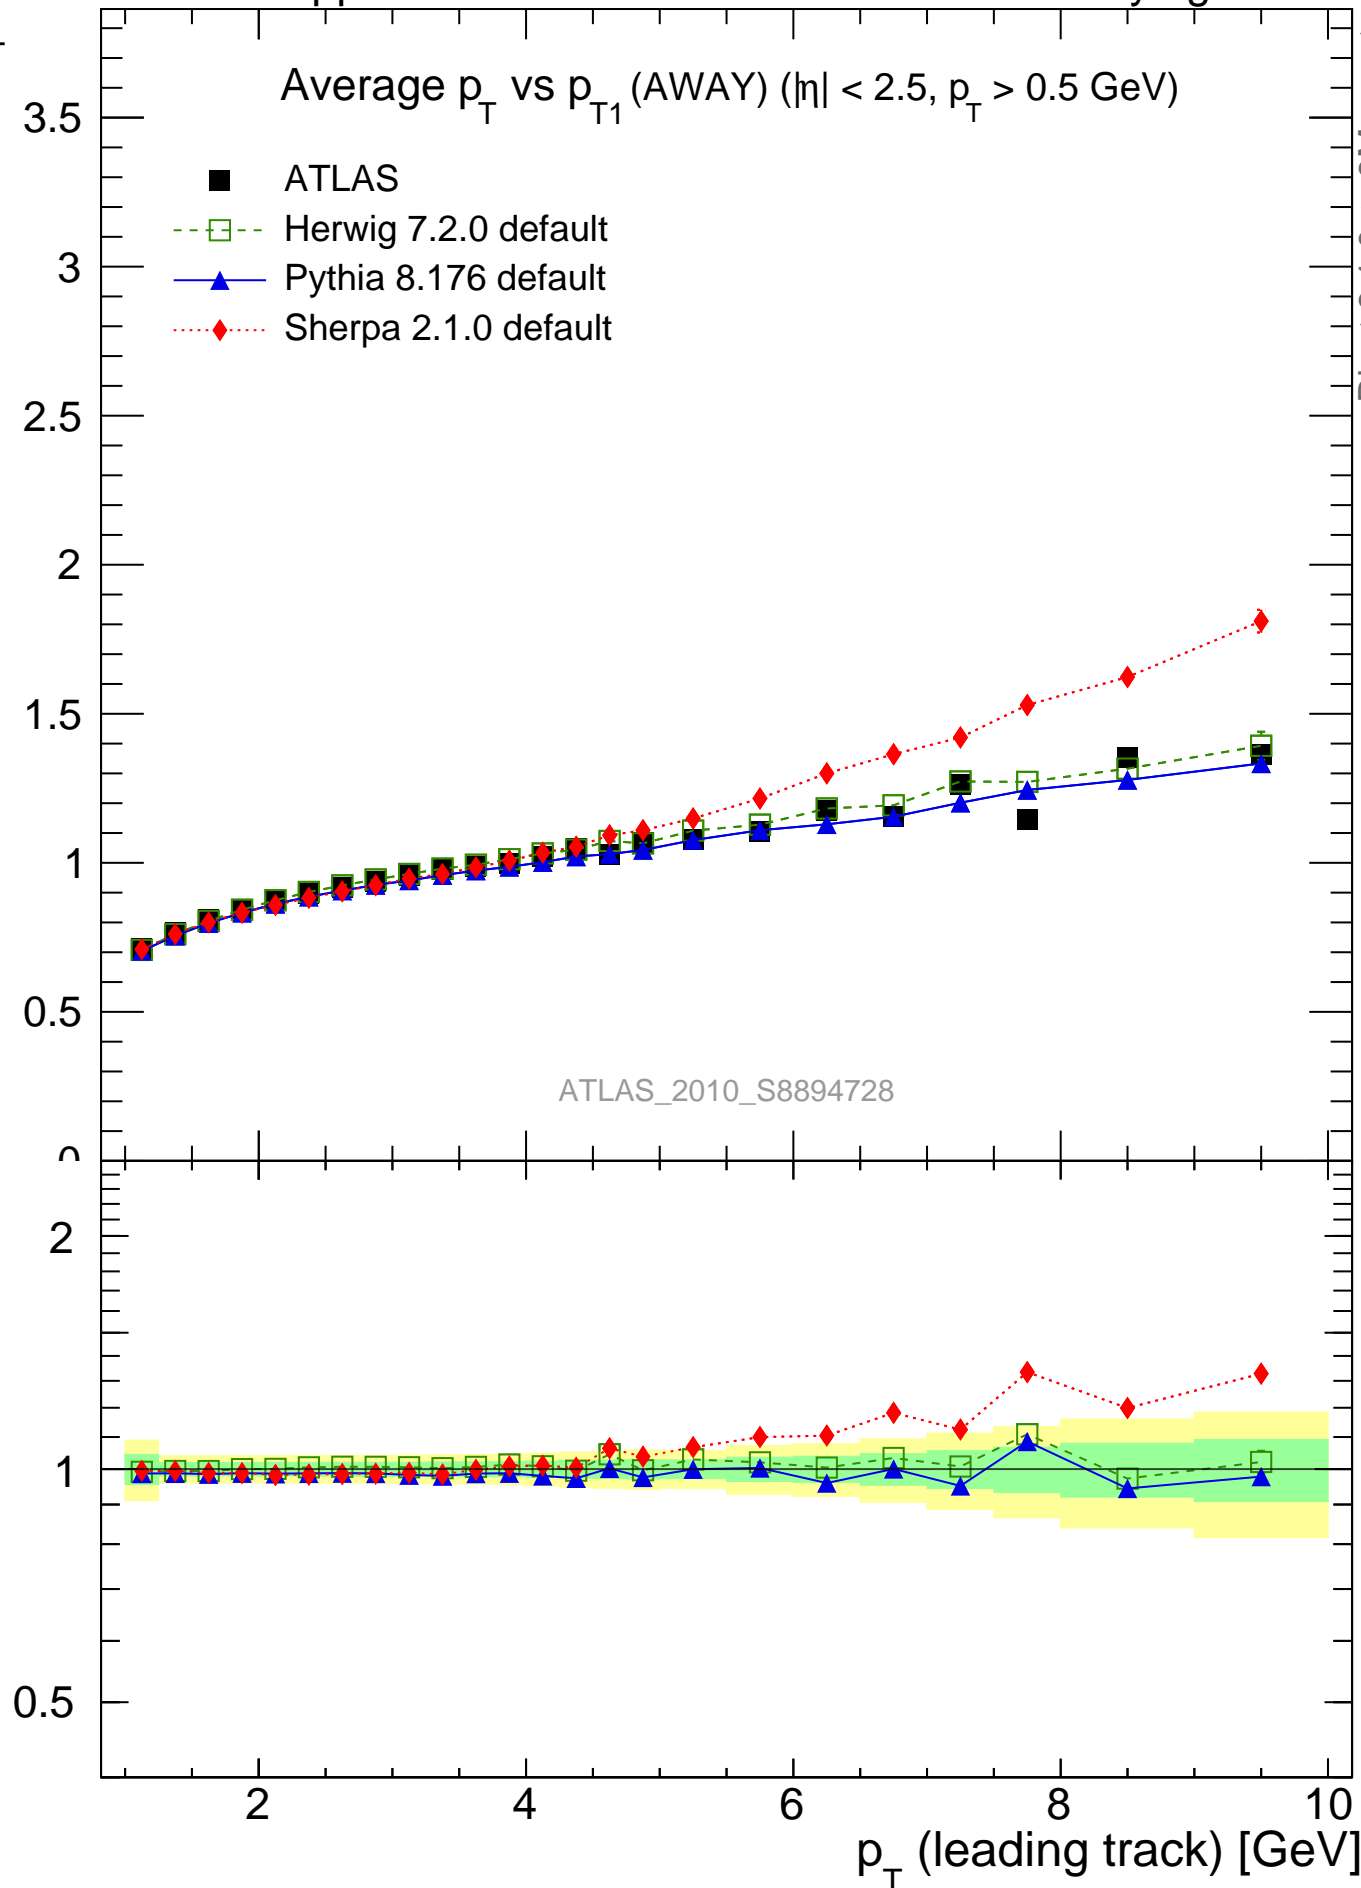 Average p_T vs p_T1 (AWAY) (|η| < 2.5, p_T > 0.5 GeV)
3.5
ATLAS
Herwig 7.2.0 default
3
Pythia 8.176 default
Sherpa 2.1.0 default
2.5
2
1.5
1
0.5
ATLAS_2010_S8894728
0
2
1
0.5
2 4 6 8 10
p_T (leading track) [GeV]